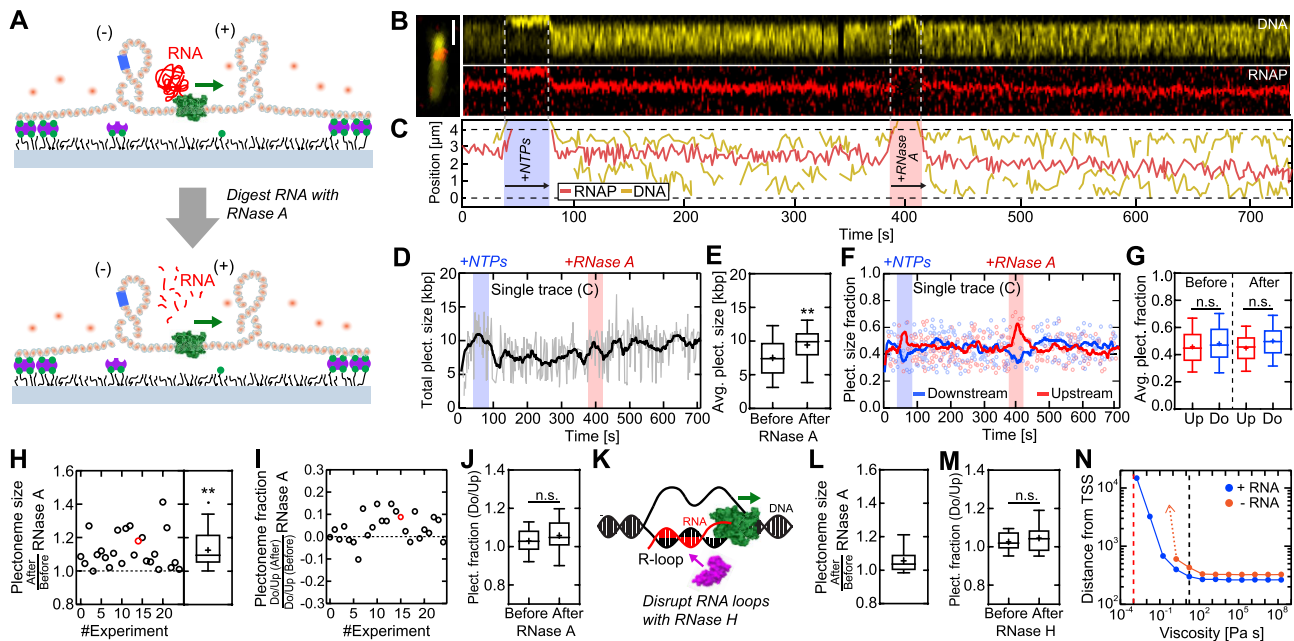 A
(-)
(+)
RNA
Digest RNA with
RNase A
(-)
(+)
RNA
B
DNA
RNAP
C
Position [µm]
4
3
2
1
0
+NTPs
+RNase
A
RNAP
DNA
0
100
200
300
400
500
600
700
Time [s]
D
+NTPs
+RNase A
Single trace (C)
Total plect. size [kbp]
20
15
10
5
0
0 100 200 300 400 500 600 700
Time [s]
E
Avg. plect. size [kbp]
20
15
10
5
0
**
Before After
RNase A
F
+NTPs
+RNase A
Single trace (C)
Plect. size fraction
1.0
0.8
0.6
0.4
0.2
0
Downstream
Upstream
0 100 200 300 400 500 600 700
Time [s]
G
Before
After
n.s.
n.s.
Avg. plect. fraction
1.0
0.8
0.6
0.4
0.2
0.0
Up Do Up Do
H
Plectoneme size
After
Before
RNase A
1.6
1.4
1.2
1.0
0.8
**
0 5 10 15 20
#Experiment
I
Plectoneme fraction
Do/Up (After)
Do/Up (Before)
RNase A
0.3
0.2
0.1
0.0
-0.1
-0.3
0 5 10 15 20
#Experiment
J
Plect. fraction (Do/Up)
1.4
1.2
1.0
0.8
n.s.
Before After
RNase A
K
RNA
DNA
R-loop
Disrupt RNA loops
with RNase H
L
Plectoneme size
After
Before
RNase A
1.6
1.4
1.2
1.0
0.8
M
Plect. fraction (Do/Up)
1.4
1.2
1.0
0.8
n.s.
Before After
RNase H
N
Distance from TSS
10⁴
10³
10²
+ RNA
- RNA
10⁻⁴ 10⁻¹ 10² 10⁵ 10⁸
Viscosity [Pa s]